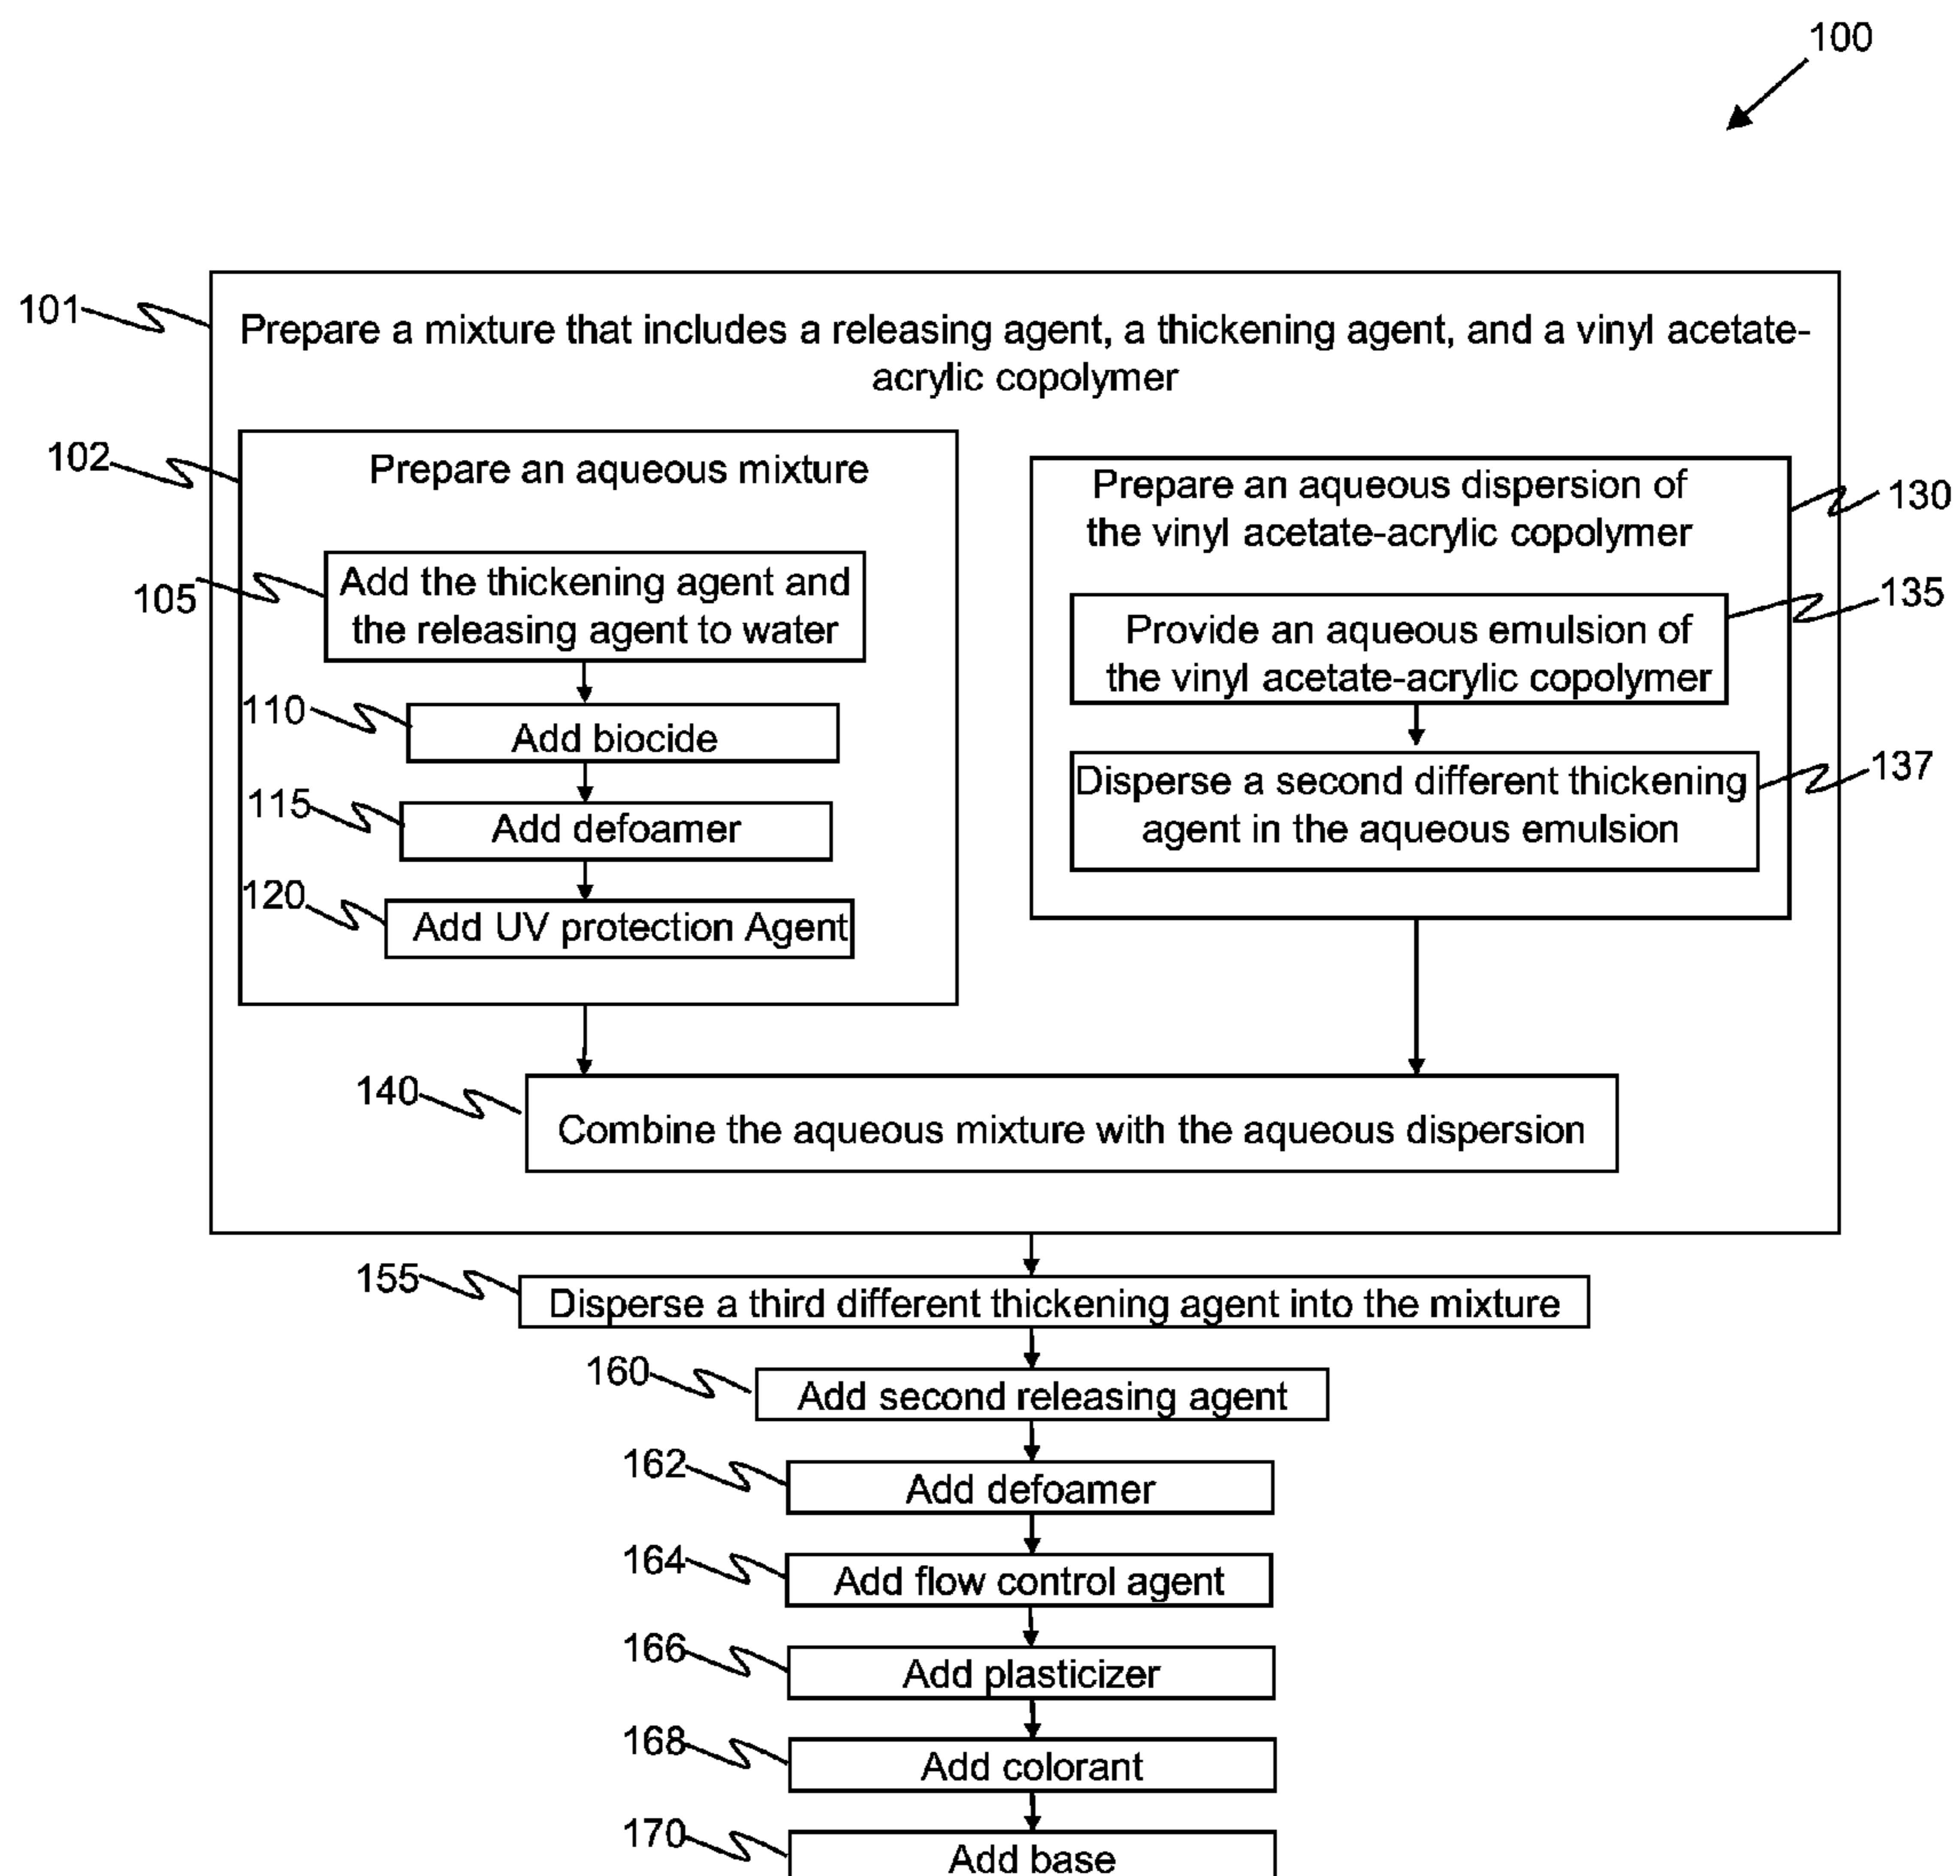 100
101
Prepare a mixture that includes a releasing agent, a thickening agent, and a vinyl acetate-
acrylic copolymer
102
Prepare an aqueous mixture
105
Add the thickening agent and
the releasing agent to water
110
Add biocide
115
Add defoamer
120
Add UV protection Agent
130
Prepare an aqueous dispersion of
the vinyl acetate-acrylic copolymer
135
Provide an aqueous emulsion of
the vinyl acetate-acrylic copolymer
137
Disperse a second different thickening
agent in the aqueous emulsion
140
Combine the aqueous mixture with the aqueous dispersion
155
Disperse a third different thickening agent into the mixture
160
Add second releasing agent
162
Add defoamer
164
Add flow control agent
166
Add plasticizer
168
Add colorant
170
Add base